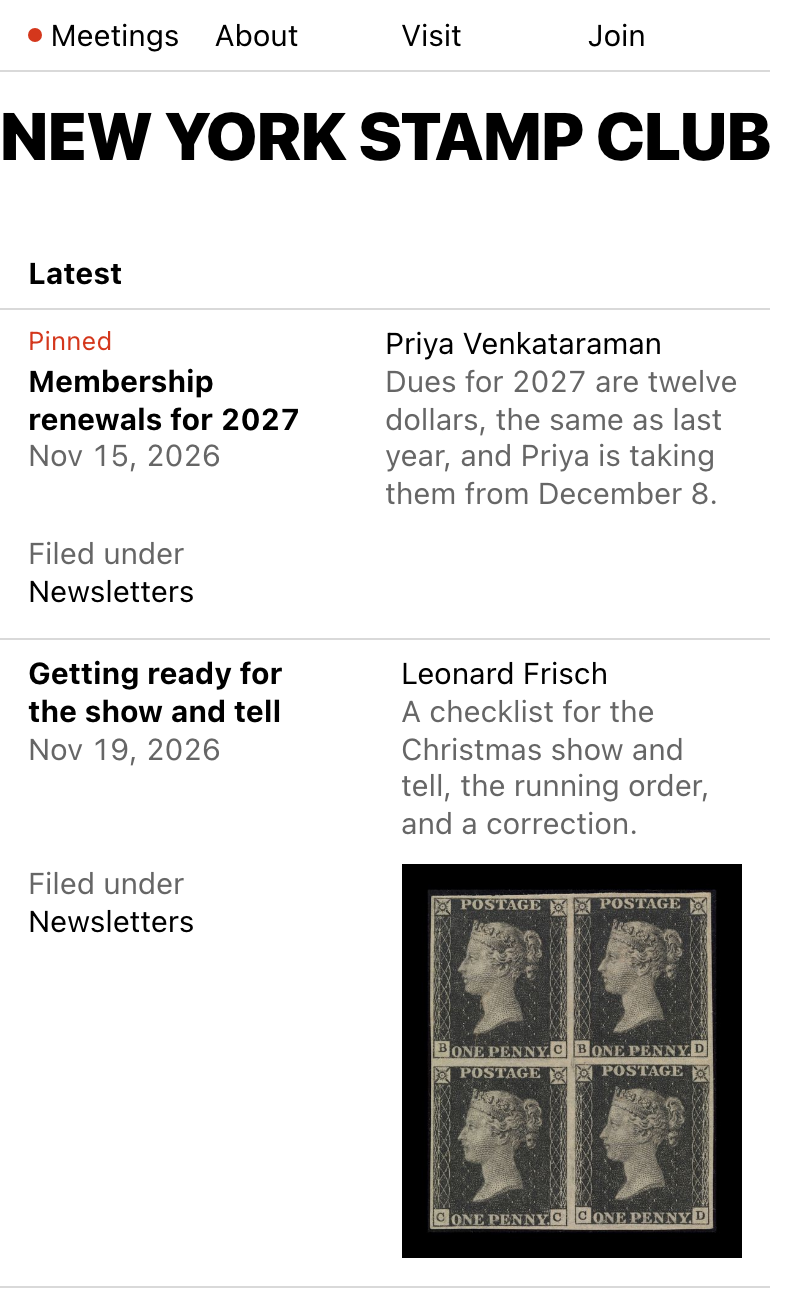 Meetings About Visit Join
NEW YORK STAMP CLUB
Latest
Pinned
Membership
renewals for 2027
Nov 15, 2026
Priya Venkataraman
Dues for 2027 are twelve
dollars, the same as last
year, and Priya is taking
them from December 8.
Filed under
Newsletters
Getting ready for
the show and tell
Nov 19, 2026
Leonard Frisch
A checklist for the
Christmas show and
tell, the running order,
and a correction.
Filed under
Newsletters
POSTAGE POSTAGE
B ONE PENNY. C B ONE PENNY. D
POSTAGE POSTAGE
C ONE PENNY. C C ONE PENNY. D